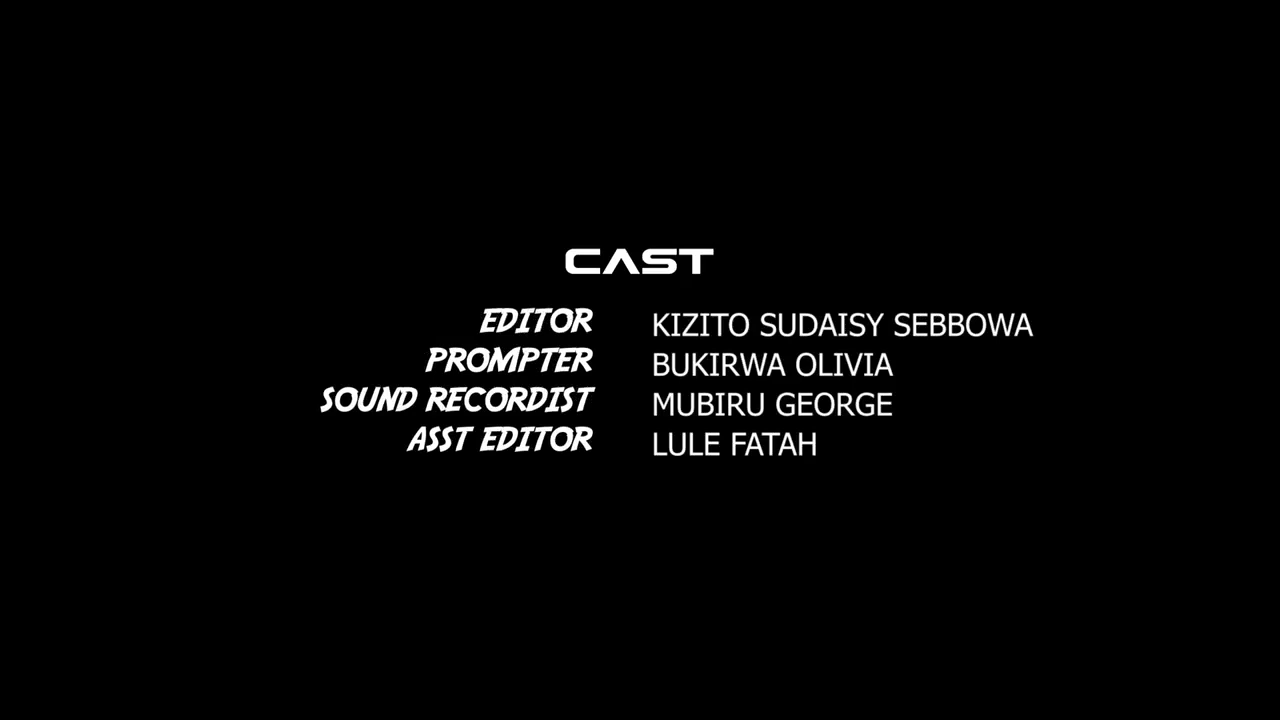 CAST
EDITOR KIZITO SUDAISY SEBBOWA
PROMPTER BUKIRWA OLIVIA
SOUND RECORDIST MUBIRU GEORGE
ASST EDITOR LULE FATAH